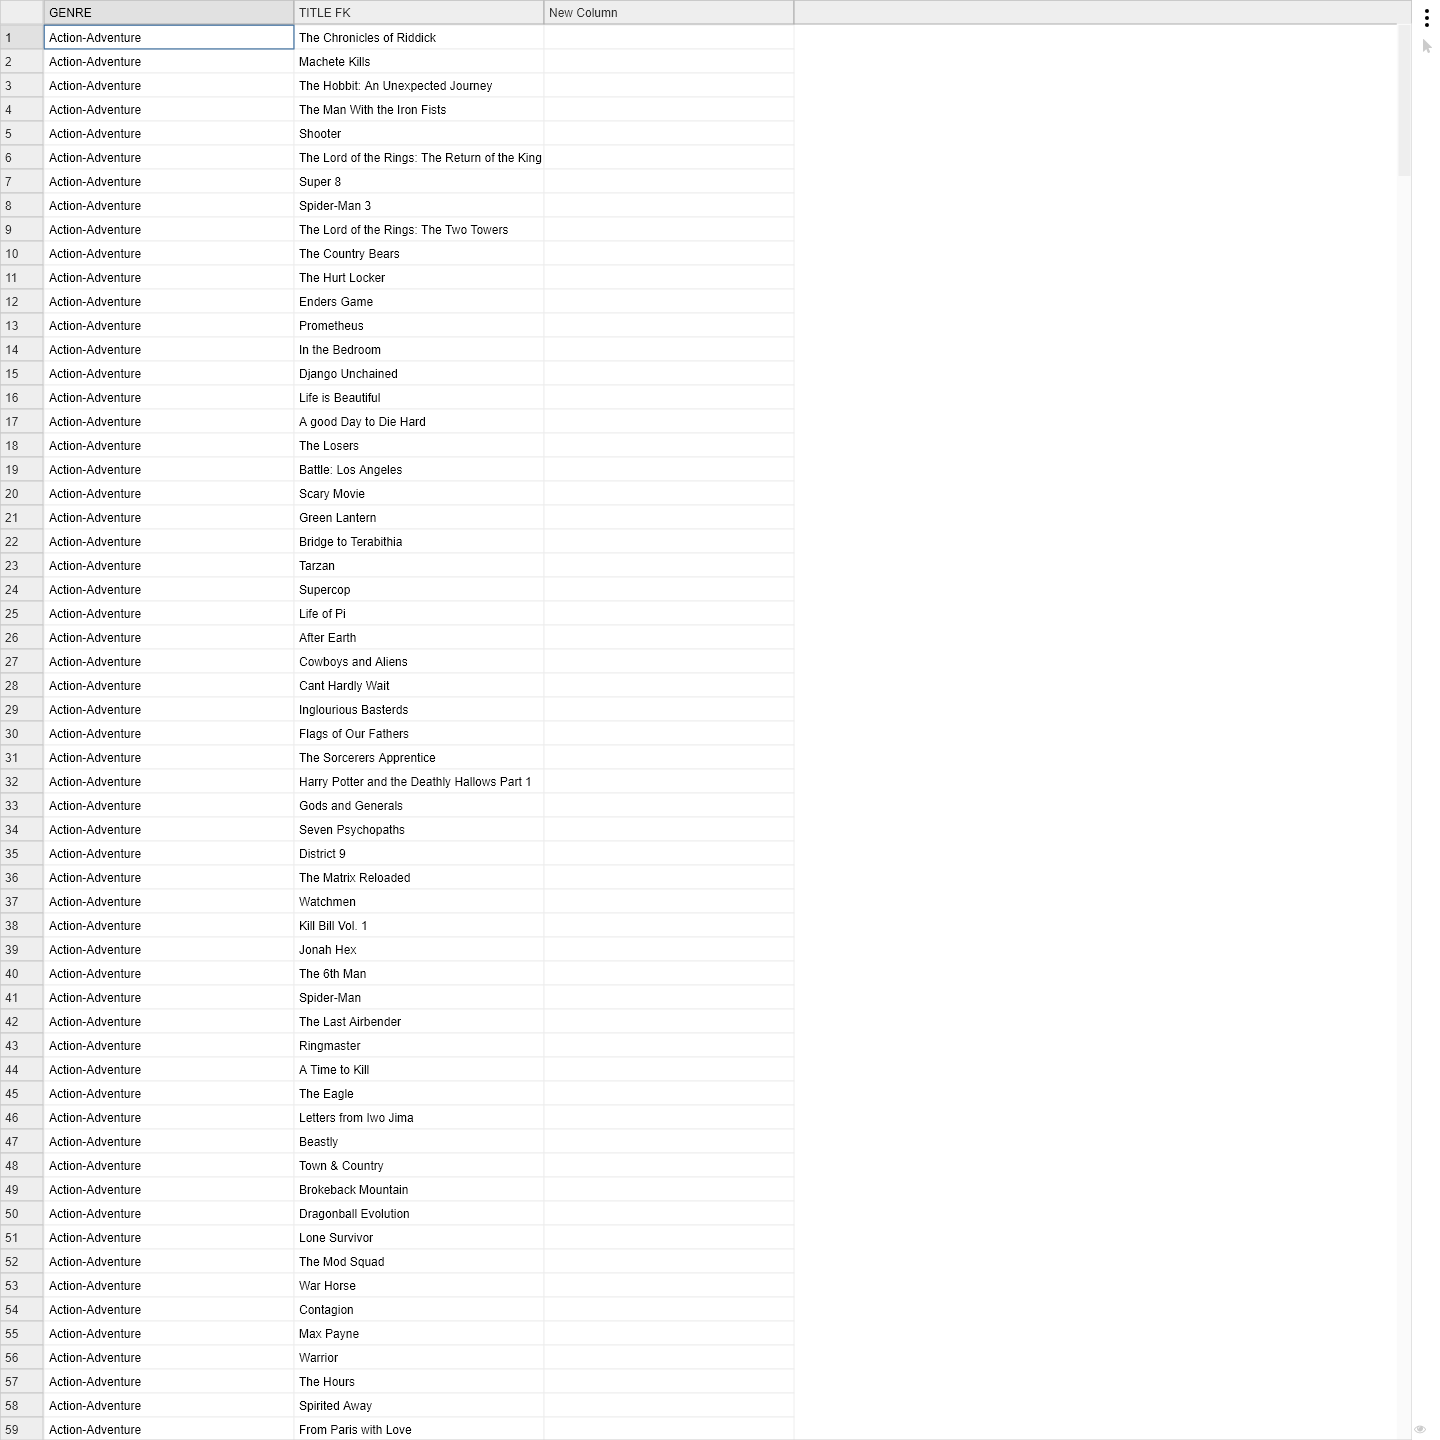 GENRE TITLE FK New Column
1 Action-Adventure The Chronicles of Riddick
2 Action-Adventure Machete Kills
3 Action-Adventure The Hobbit: An Unexpected Journey
4 Action-Adventure The Man With the Iron Fists
5 Action-Adventure Shooter
6 Action-Adventure The Lord of the Rings: The Return of the King
7 Action-Adventure Super 8
8 Action-Adventure Spider-Man 3
9 Action-Adventure The Lord of the Rings: The Two Towers
10 Action-Adventure The Country Bears
11 Action-Adventure The Hurt Locker
12 Action-Adventure Enders Game
13 Action-Adventure Prometheus
14 Action-Adventure In the Bedroom
15 Action-Adventure Django Unchained
16 Action-Adventure Life is Beautiful
17 Action-Adventure A good Day to Die Hard
18 Action-Adventure The Losers
19 Action-Adventure Battle: Los Angeles
20 Action-Adventure Scary Movie
21 Action-Adventure Green Lantern
22 Action-Adventure Bridge to Terabithia
23 Action-Adventure Tarzan
24 Action-Adventure Supercop
25 Action-Adventure Life of Pi
26 Action-Adventure After Earth
27 Action-Adventure Cowboys and Aliens
28 Action-Adventure Cant Hardly Wait
29 Action-Adventure Inglourious Basterds
30 Action-Adventure Flags of Our Fathers
31 Action-Adventure The Sorcerers Apprentice
32 Action-Adventure Harry Potter and the Deathly Hallows Part 1
33 Action-Adventure Gods and Generals
34 Action-Adventure Seven Psychopaths
35 Action-Adventure District 9
36 Action-Adventure The Matrix Reloaded
37 Action-Adventure Watchmen
38 Action-Adventure Kill Bill Vol. 1
39 Action-Adventure Jonah Hex
40 Action-Adventure The 6th Man
41 Action-Adventure Spider-Man
42 Action-Adventure The Last Airbender
43 Action-Adventure Ringmaster
44 Action-Adventure A Time to Kill
45 Action-Adventure The Eagle
46 Action-Adventure Letters from Iwo Jima
47 Action-Adventure Beastly
48 Action-Adventure Town & Country
49 Action-Adventure Brokeback Mountain
50 Action-Adventure Dragonball Evolution
51 Action-Adventure Lone Survivor
52 Action-Adventure The Mod Squad
53 Action-Adventure War Horse
54 Action-Adventure Contagion
55 Action-Adventure Max Payne
56 Action-Adventure Warrior
57 Action-Adventure The Hours
58 Action-Adventure Spirited Away
59 Action-Adventure From Paris with Love